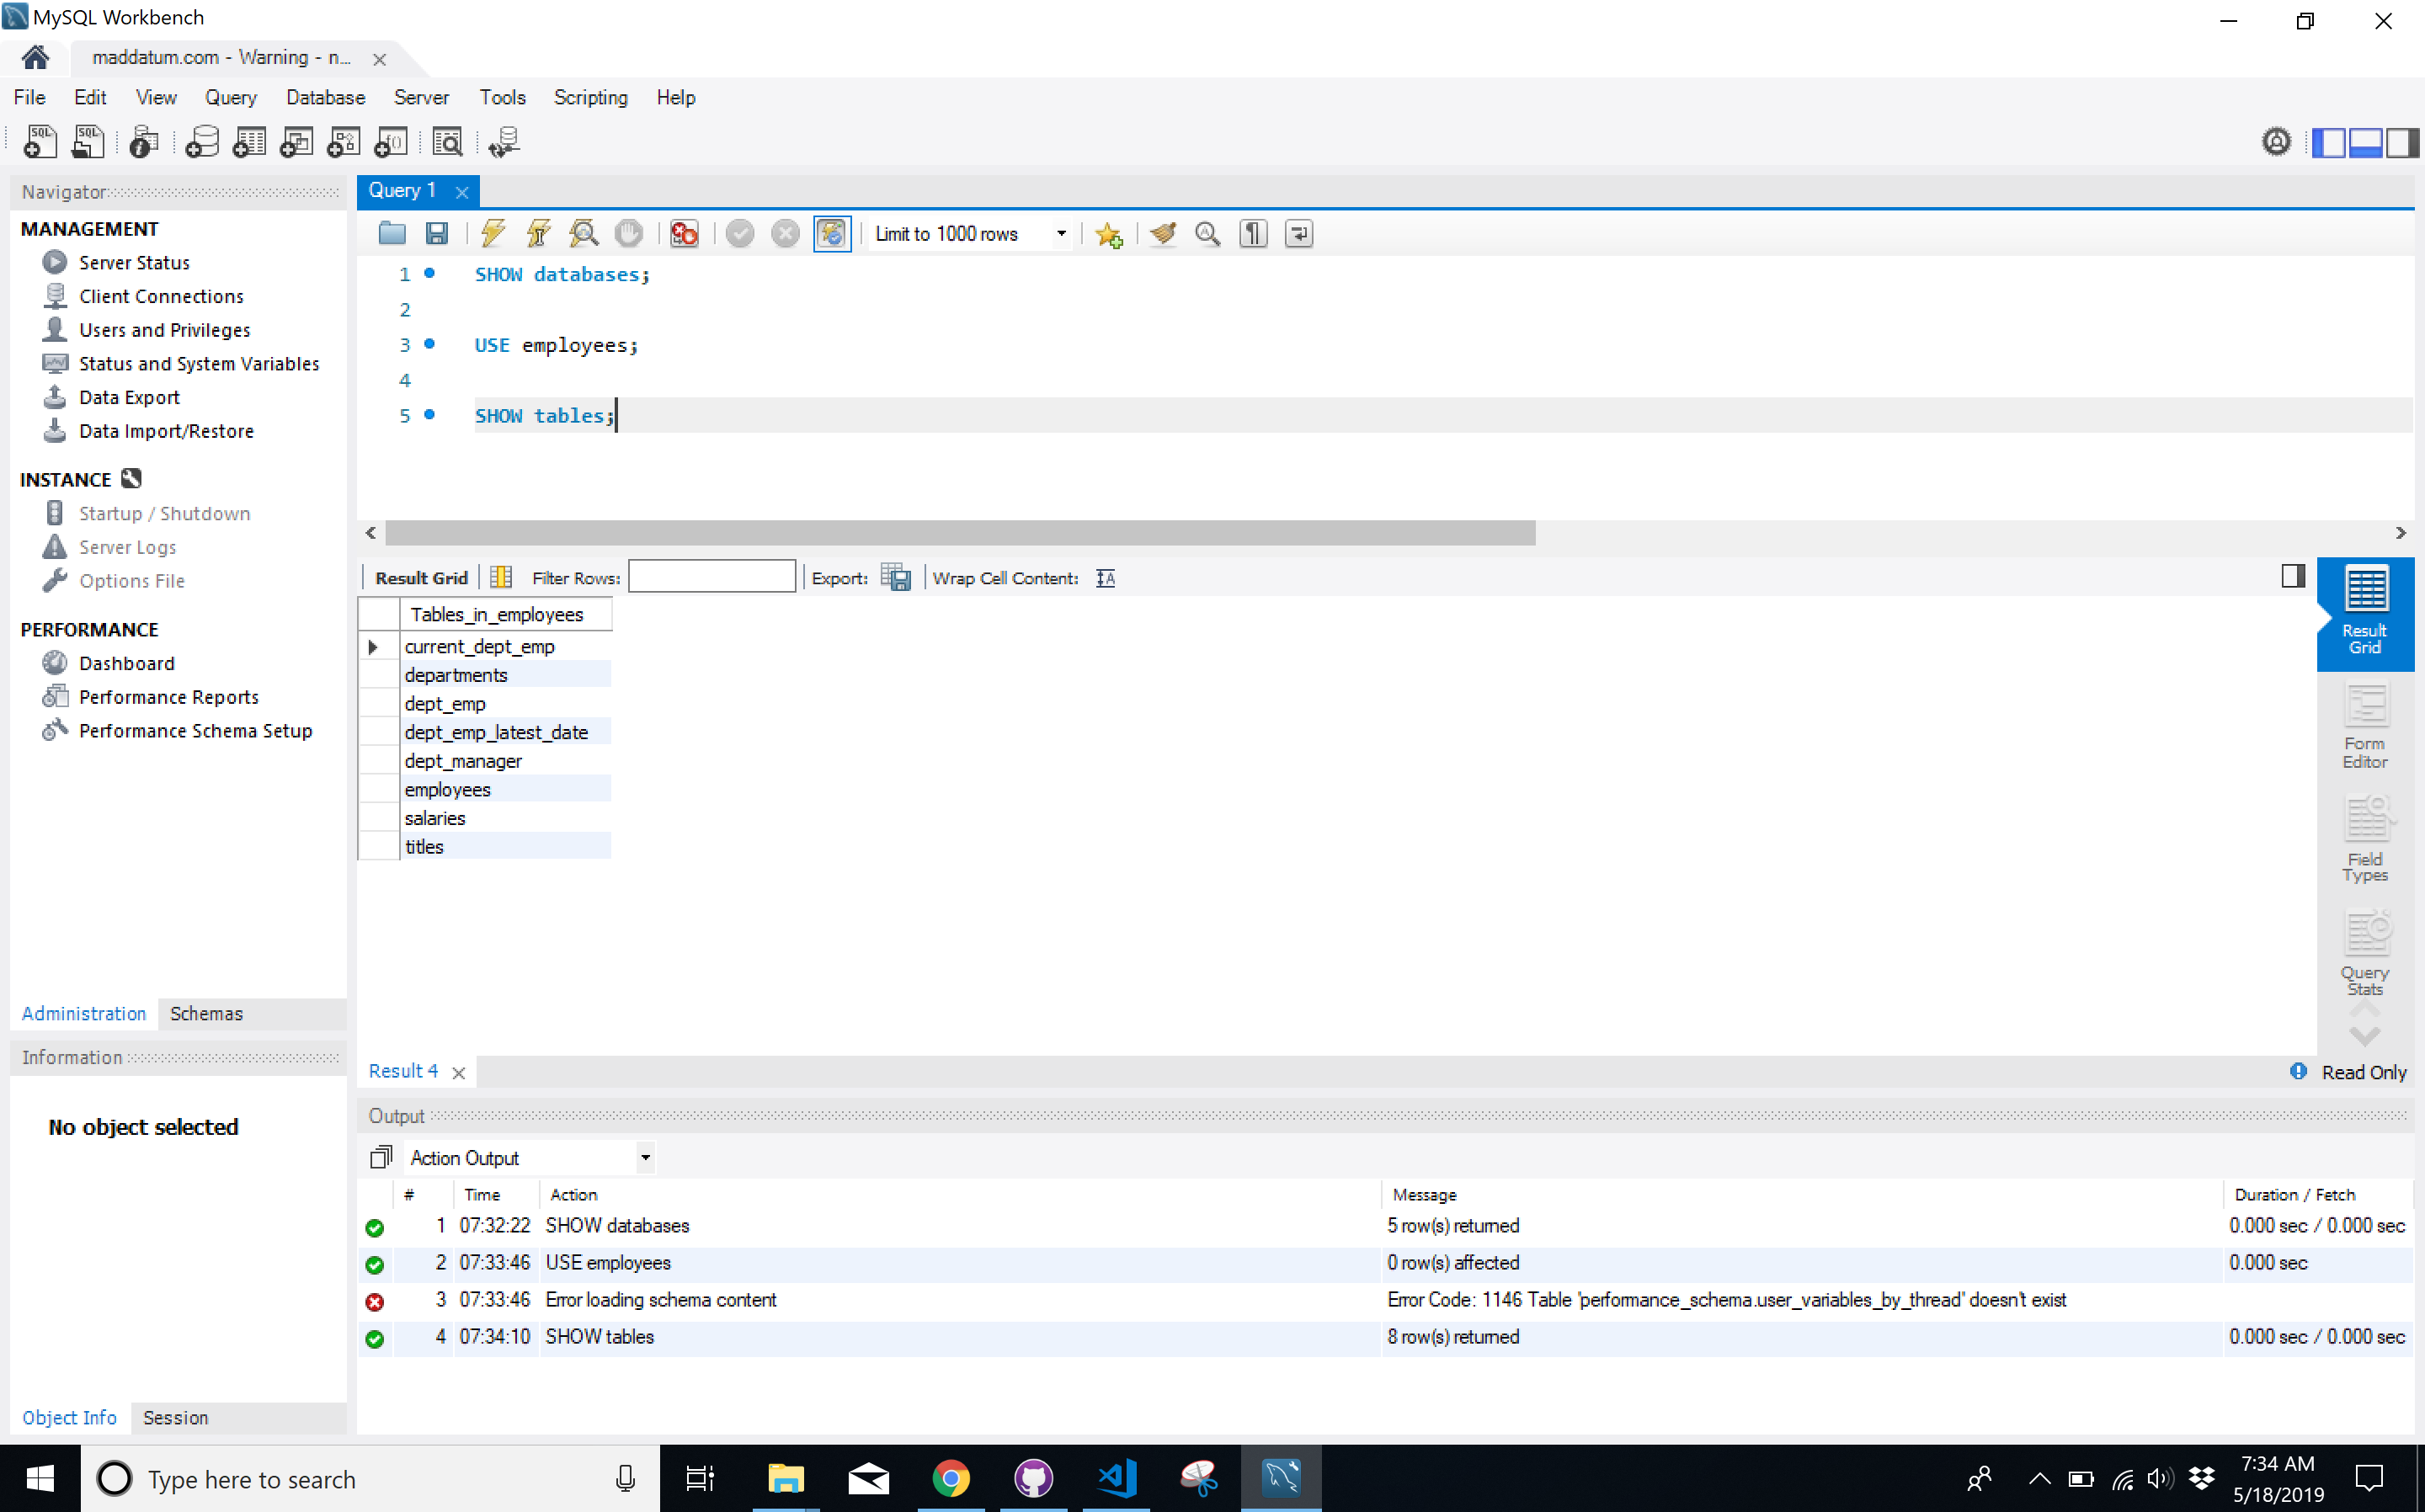 MySQL Workbench
maddatum.com - Warning - n...
File Edit View Query Database Server Tools Scripting Help
Navigator
MANAGEMENT
Server Status
Client Connections
Users and Privileges
Status and System Variables
Data Export
Data Import/Restore
INSTANCE
Startup / Shutdown
Server Logs
Options File
PERFORMANCE
Dashboard
Performance Reports
Performance Schema Setup
Administration Schemas
Information
No object selected
Object Info Session
Query 1
Limit to 1000 rows
1 SHOW databases;
2
3 USE employees;
4
5 SHOW tables;
Result Grid Filter Rows: Export: Wrap Cell Content:
Tables_in_employees
current_dept_emp
departments
dept_emp
dept_emp_latest_date
dept_manager
employees
salaries
titles
Result
Grid
Form
Editor
Field
Types
Query
Stats
Result 4
Read Only
Output
Action Output
# Time Action Message Duration / Fetch
1 07:32:22 SHOW databases 5 row(s) returned 0.000 sec / 0.000 sec
2 07:33:46 USE employees 0 row(s) affected 0.000 sec
3 07:33:46 Error loading schema content Error Code: 1146 Table 'performance_schema.user_variables_by_thread' doesn't exist
4 07:34:10 SHOW tables 8 row(s) returned 0.000 sec / 0.000 sec
Type here to search
7:34 AM
5/18/2019